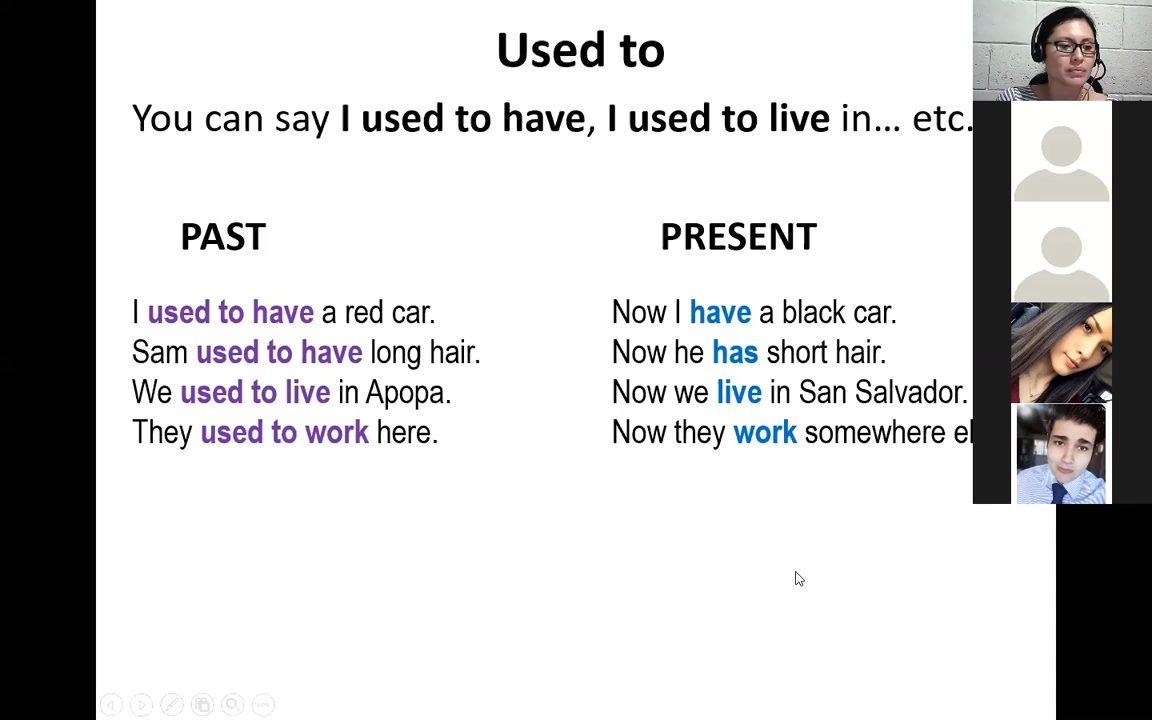 Used to
You can say I used to have, I used to live in... etc.
PAST
PRESENT
I used to have a red car.
Now I have a black car.
Sam used to have long hair.
Now he has short hair.
We used to live in Apopa.
Now we live in San Salvador.
They used to work here.
Now they work somewhere